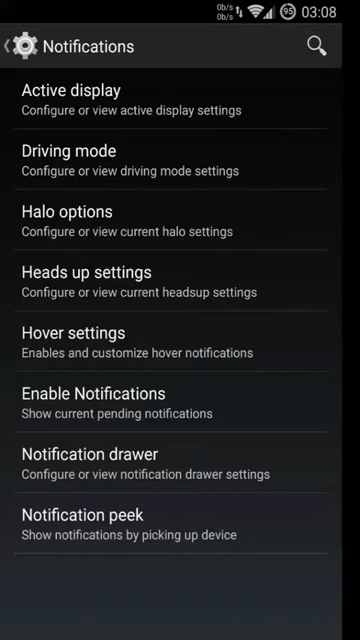 0b/s
0b/s
95
03:08
Notifications
Active display
Configure or view active display settings
Driving mode
Configure or view driving mode settings
Halo options
Configure or view current halo settings
Heads up settings
Configure or view current headsup settings
Hover settings
Enables and customize hover notifications
Enable Notifications
Show current pending notifications
Notification drawer
Configure or view notification drawer settings
Notification peek
Show notifications by picking up device